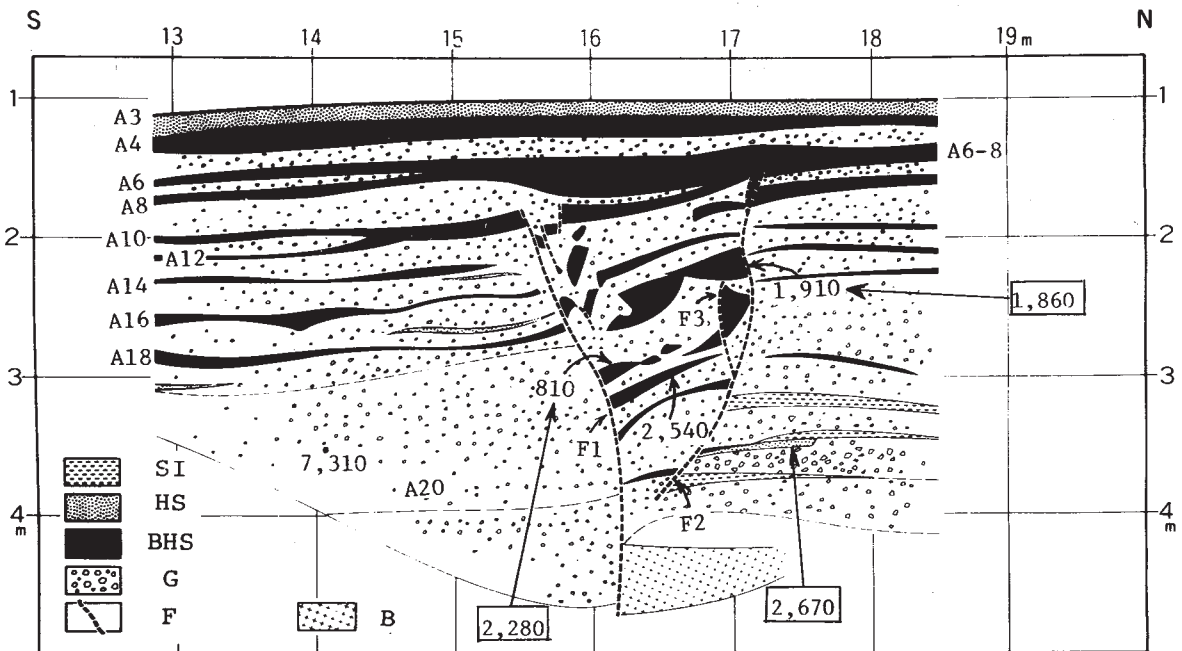 S N
13 14 15 16 17 18 19m
1 1
A3
A4
A6-8
A6
A8
2 2
A10
A12
A14
1,910
1,860
A16
F3
A18
3 3
810
2,540
F1
7,310
SI
A20
HS
F2
4 4
m m
BHS
G
F B
2,280 2,670